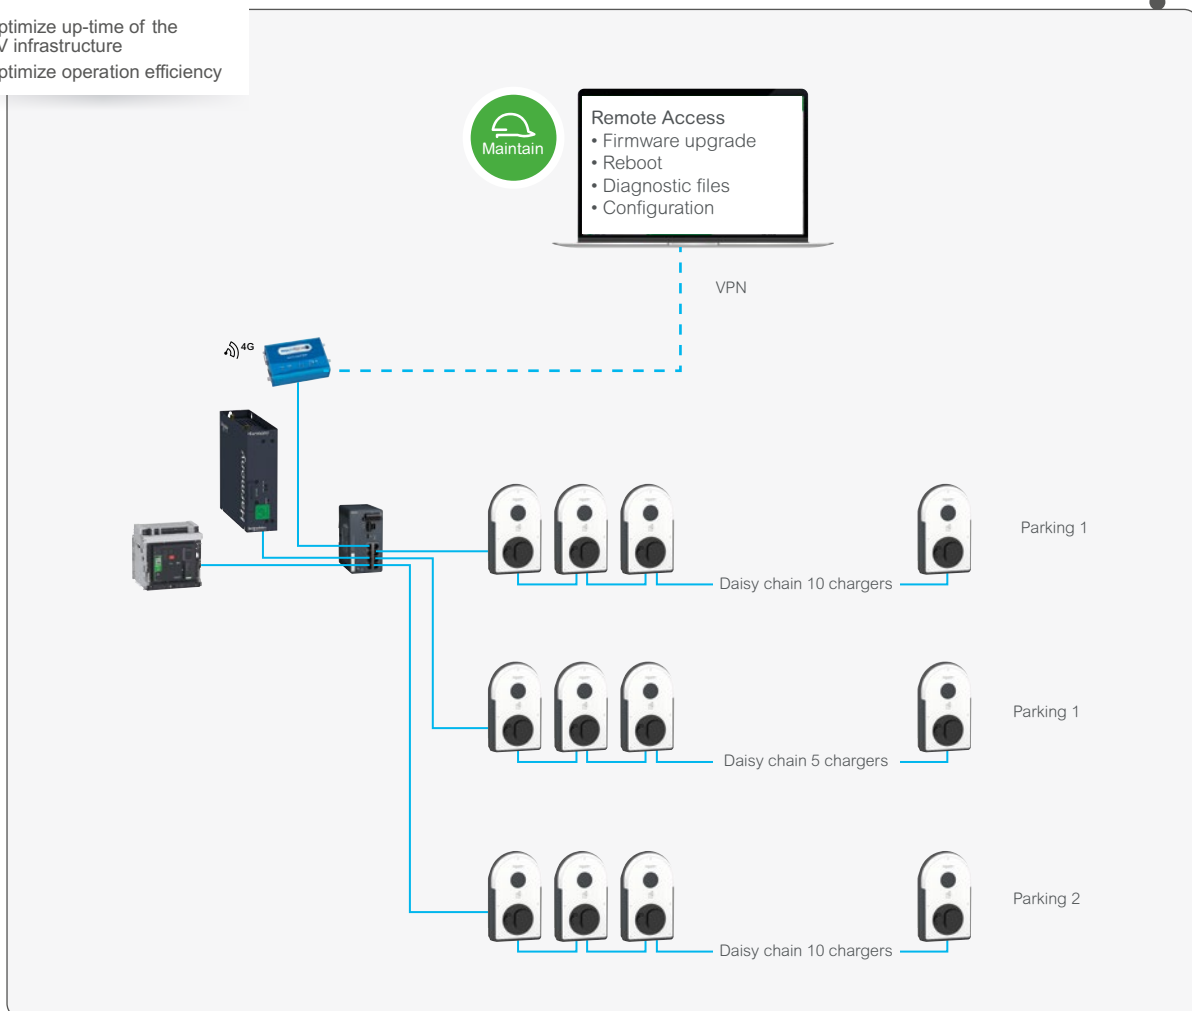 ptimize up-time of the
V infrastructure
ptimize operation efficiency
Maintain
Remote Access
• Firmware upgrade
• Reboot
• Diagnostic files
• Configuration
VPN
4G
Harmony
Parking 1
Daisy chain 10 chargers
Parking 1
Daisy chain 5 chargers
Parking 2
Daisy chain 10 chargers